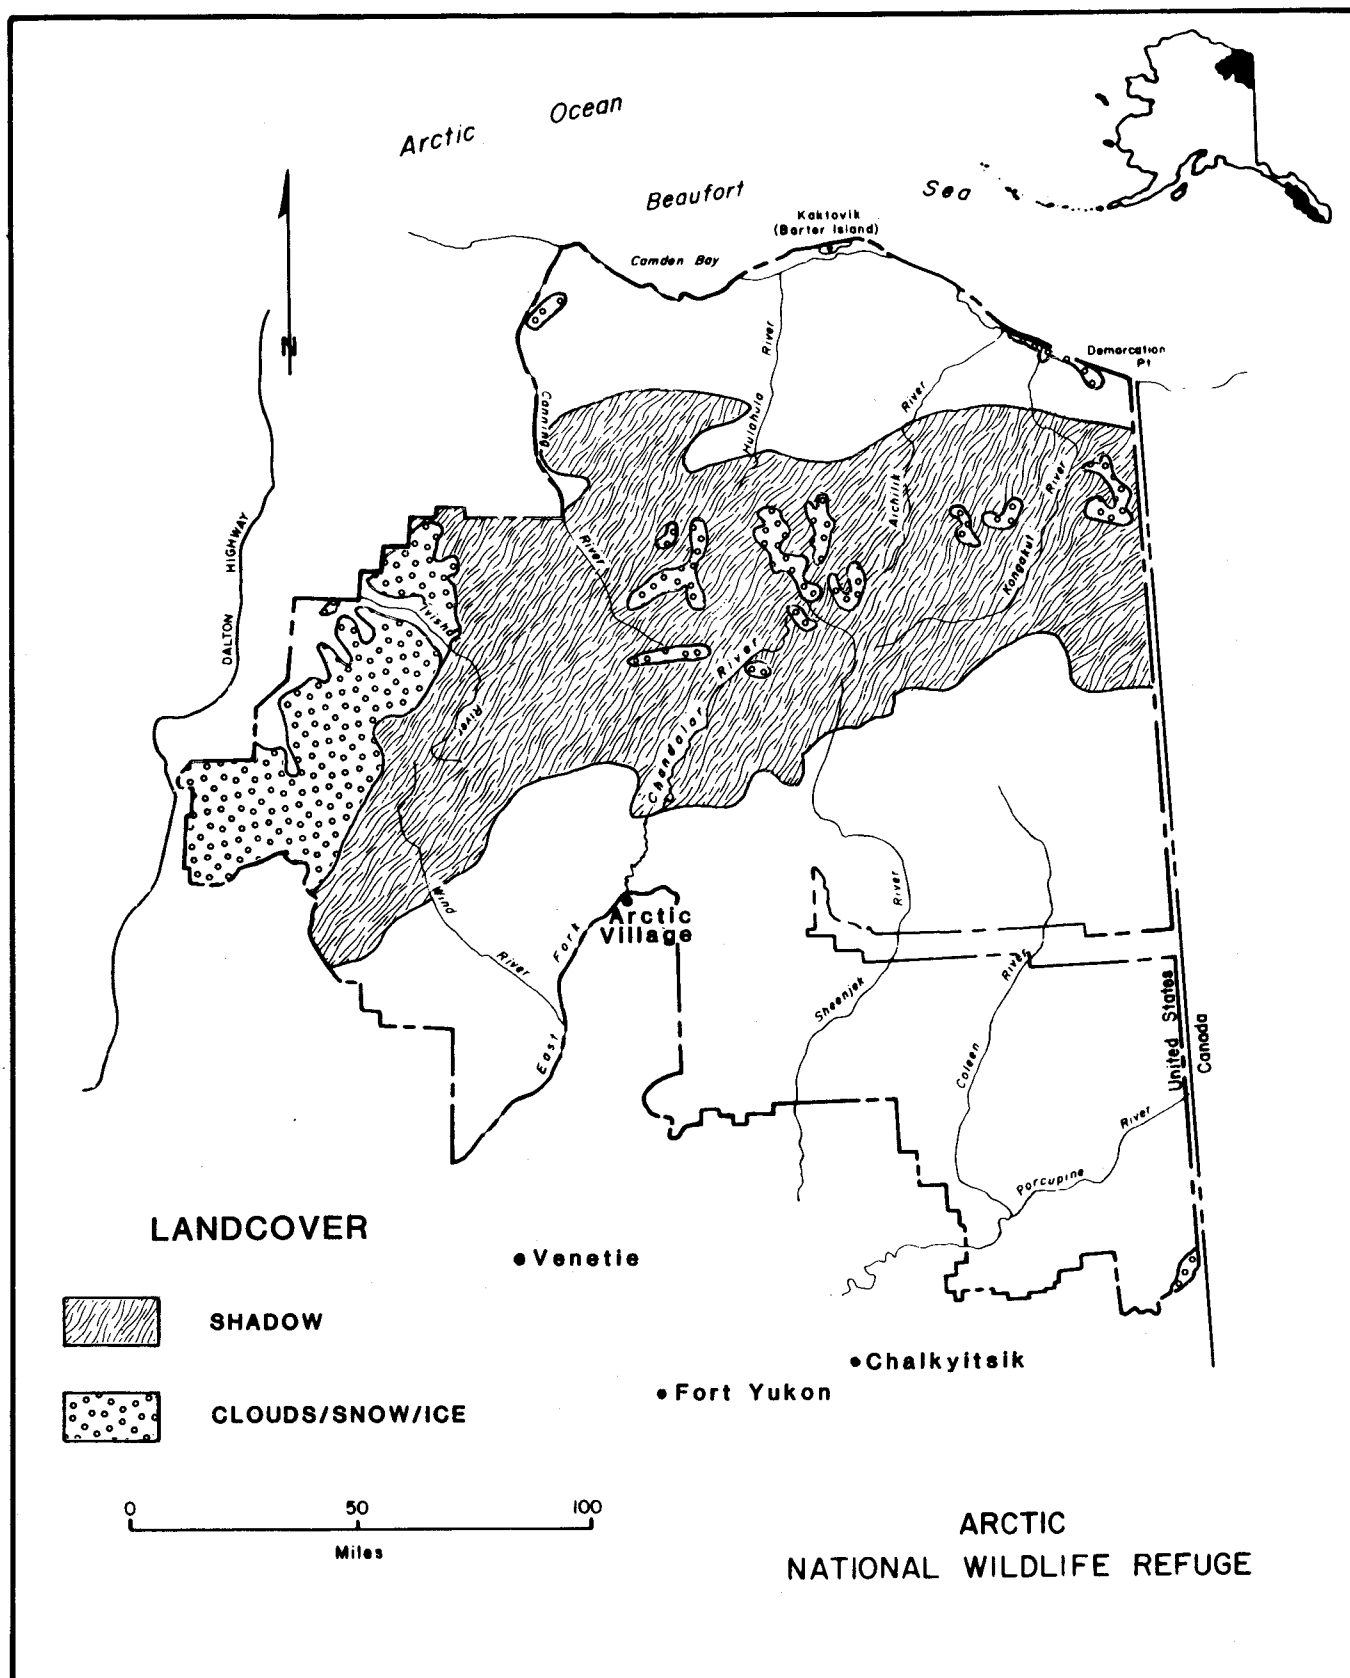 Arctic Ocean
Beaufort Sea
Kaktovik
(Barter Island)
Camden Bay
Demarcation
Pt
N
DALTON HIGHWAY
Canning
River
Hulahula River
Aichilik River
Kongakut River
Ivishak
River
Chandalar River
Wind
River
East Fork
Arctic
Village
Sheenjek
River
Coleen
River
Porcupine River
United States
Canada
LANDCOVER
SHADOW
CLOUDS/SNOW/ICE
Venetie
Chalkyitsik
Fort Yukon
0 50 100
Miles
ARCTIC
NATIONAL WILDLIFE REFUGE